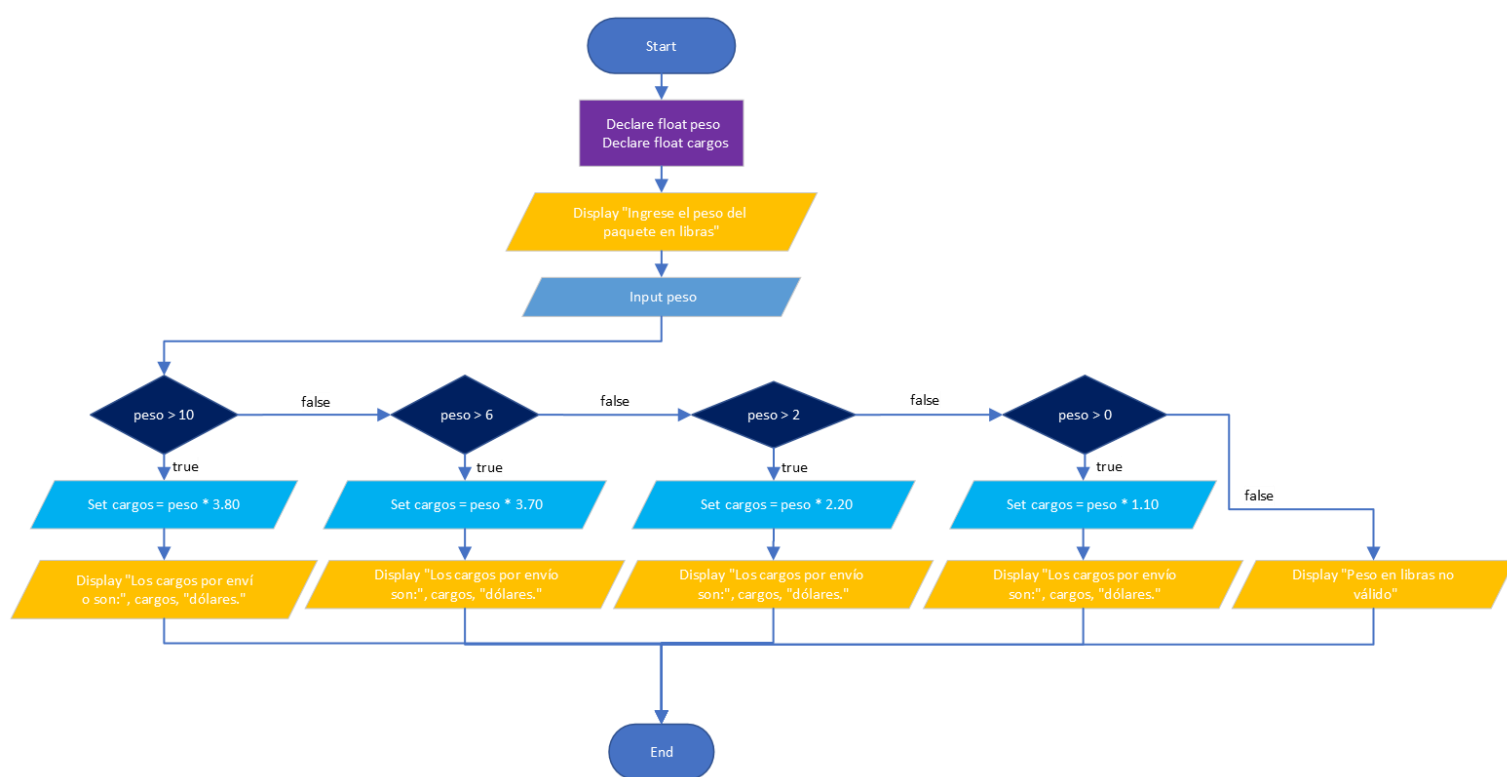 Start
Declare float peso
Declare float cargos
Display "Ingrese el peso del
paquete en libras"
Input peso
peso > 10
false
peso > 6
false
peso > 2
false
peso > 0
true
true
true
true
false
Set cargos = peso * 3.80
Set cargos = peso * 3.70
Set cargos = peso * 2.20
Set cargos = peso * 1.10
Display "Los cargos por enví
o son:", cargos, "dólares."
Display "Los cargos por envío
son:", cargos, "dólares."
Display "Los cargos por envío
son:", cargos, "dólares."
Display "Los cargos por envío
son:", cargos, "dólares."
Display "Peso en libras no
válido"
End